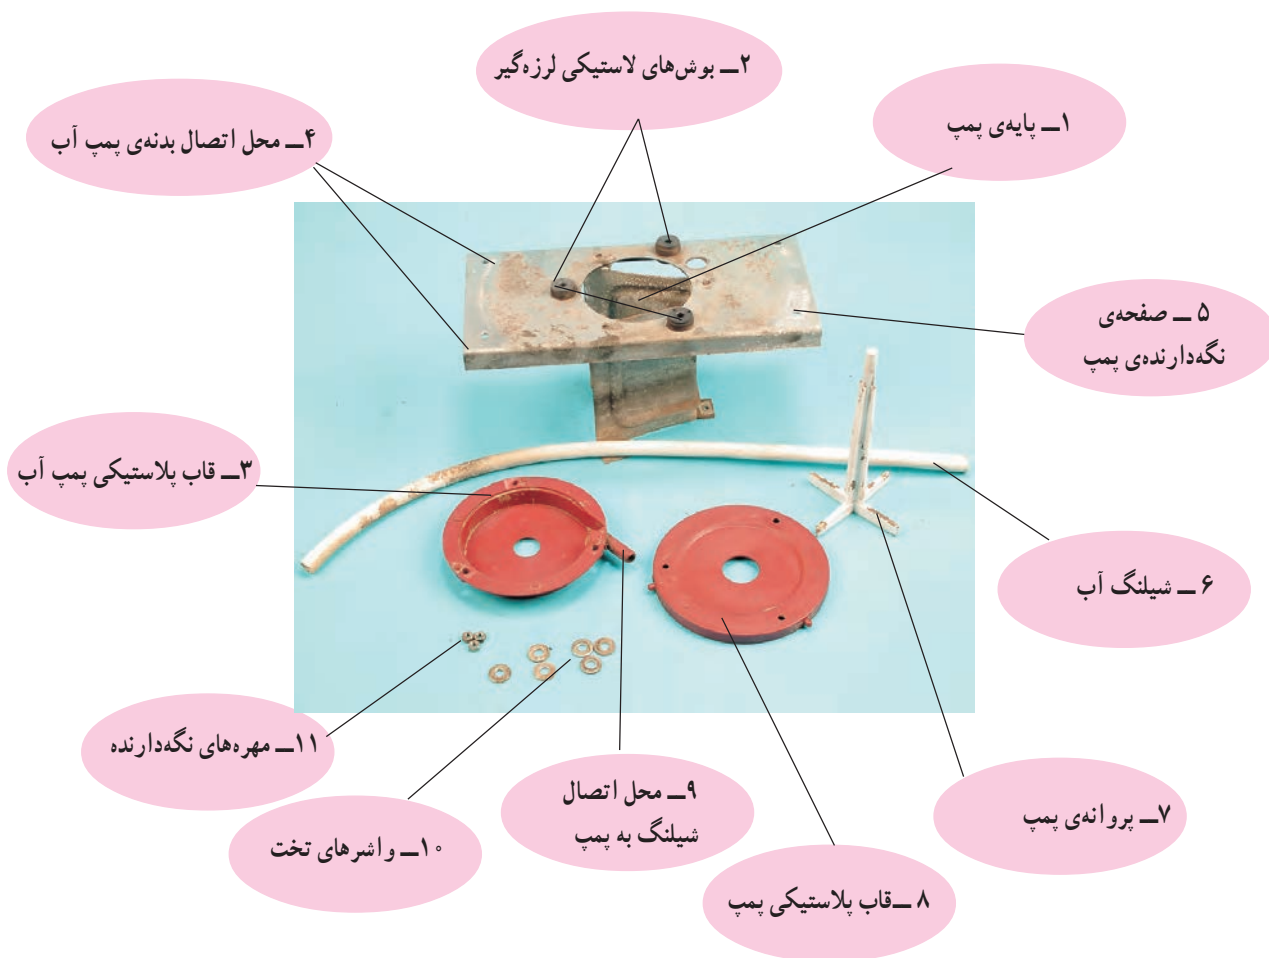 ۲ــ بوش‌های لاستیکی لرزه‌گیر
۱ــ پایه‌ی پمپ
۴ــ محل اتصال بدنه‌ی پمپ آب
۵ ــ صفحه‌ی
نگه‌دارنده‌ی پمپ
۳ــ قاب پلاستیکی پمپ آب
۶ ــ شیلنگ آب
۱۱ــ مهره‌های نگه‌دارنده
۹ــ محل اتصال
شیلنگ به پمپ
۷ــ پروانه‌ی پمپ
۱۰ــ واشرهای تخت
۸ ــ قاب پلاستیکی پمپ